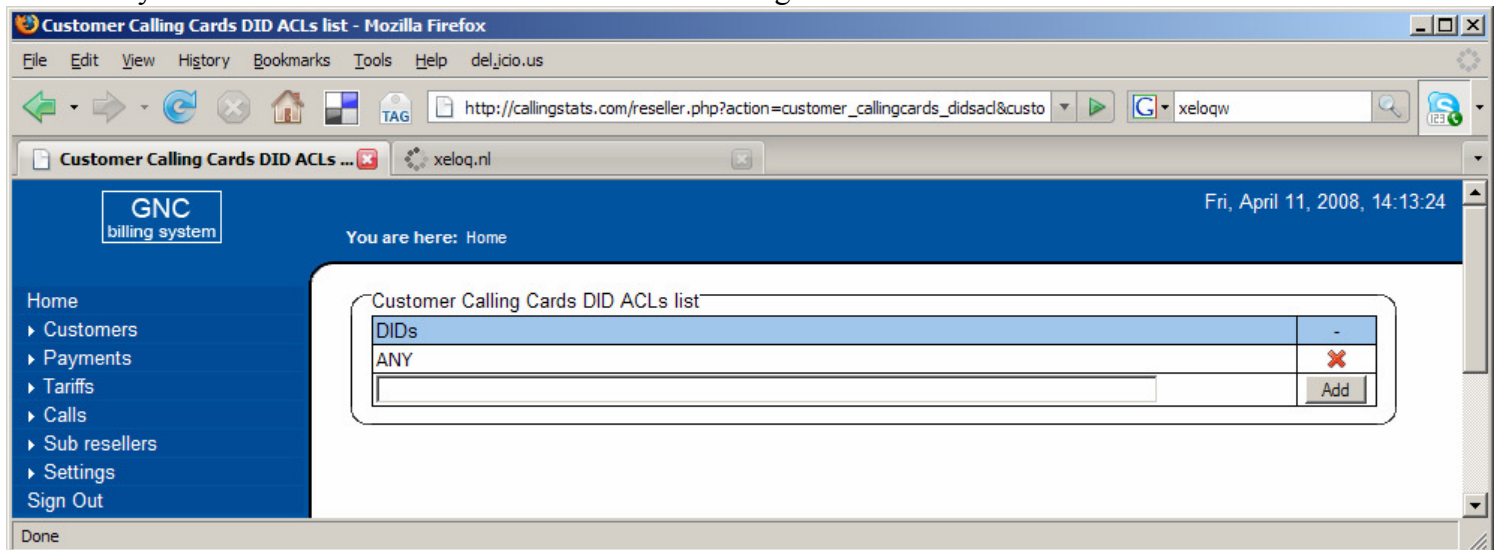 Customer Calling Cards DID ACLs list - Mozilla Firefox
File Edit View History Bookmarks Tools Help del.icio.us
TAG http://callingstats.com/reseller.php?action=customer_callingcards_didsacl&custo G xeloqw 123
Customer Calling Cards DID ACLs ... xeloq.nl
GNC
billing system
Fri, April 11, 2008, 14:13:24
You are here: Home
Home
Customers
Payments
Tariffs
Calls
Sub resellers
Settings
Sign Out
Customer Calling Cards DID ACLs list
DIDs -
ANY
Add
Done